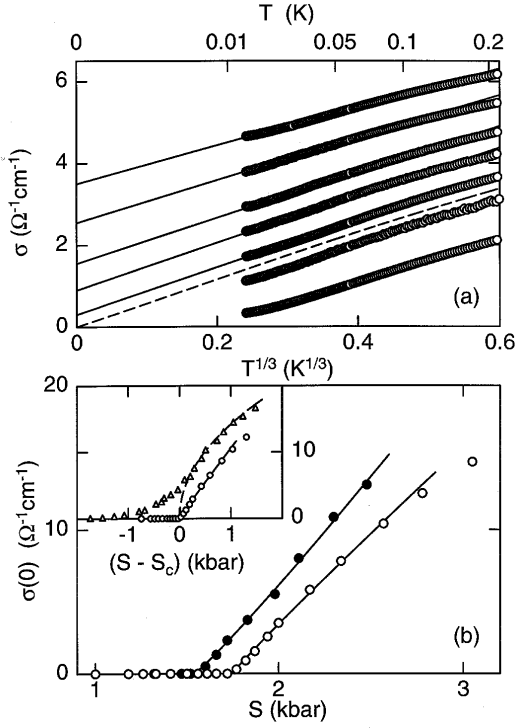 T (K)
0 0.01 0.05 0.1 0.2
6
4
2
0
σ (Ω⁻¹cm⁻¹)
(a)
0 0.2 0.4 0.6
T^1/3 (K^1/3)
20
10
0
σ(0) (Ω⁻¹cm⁻¹)
10
0
-1 0 1
(S - Sc) (kbar)
(b)
1 2 3
S (kbar)